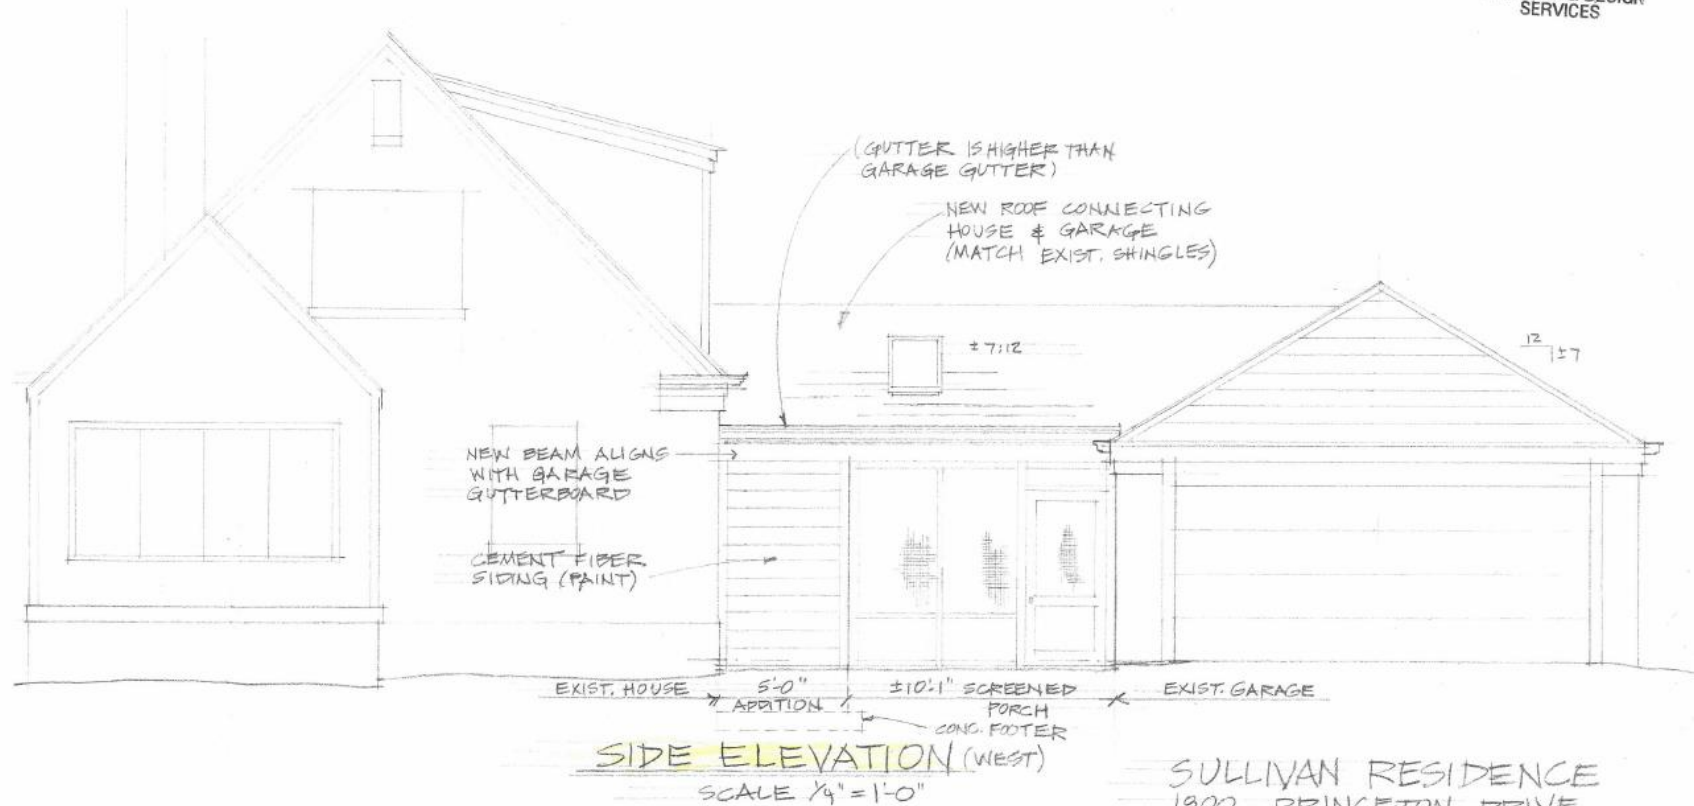 SERVICES
(GUTTER IS HIGHER THAN
GARAGE GUTTER)
NEW ROOF CONNECTING
HOUSE & GARAGE
(MATCH EXIST. SHINGLES)
±7:12
12
±7
NEW BEAM ALIGNS
WITH GARAGE
GUTTERBOARD
CEMENT FIBER
SIDING (PAINT)
EXIST. HOUSE
5'-0"
ADDITION
±10'-1" SCREENED
PORCH
EXIST. GARAGE
CONC. FOOTER
SIDE ELEVATION (WEST)
SCALE 1/4" = 1'-0"
SULLIVAN RESIDENCE
PRINCETON DRIVE